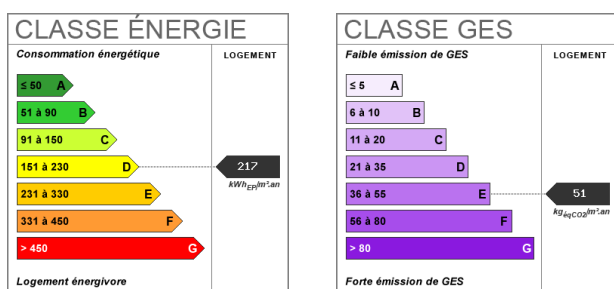 CLASSE ÉNERGIE
Consommation énergétique
LOGEMENT
≤ 50 A
51 à 90 B
91 à 150 C
151 à 230 D
217
kWhEP/m².an
231 à 330 E
331 à 450 F
> 450 G
Logement énergivore
CLASSE GES
Faible émission de GES
LOGEMENT
≤ 5 A
6 à 10 B
11 à 20 C
21 à 35 D
36 à 55 E
51
kgéqCO2/m².an
56 à 80 F
> 80 G
Forte émission de GES